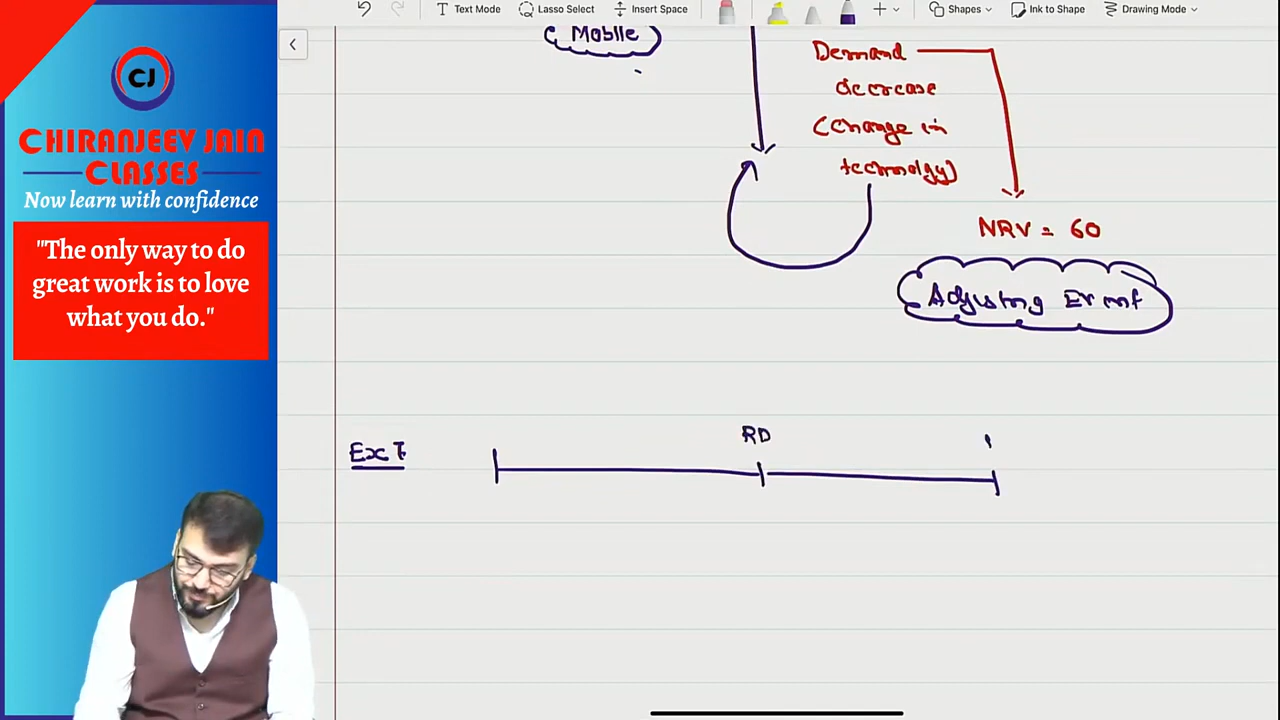 Text Mode
Lasso Select
Insert Space
Shapes
Ink to Shape
Drawing Mode
CJ
CHIRANJEEV JAIN
CLASSES
Now learn with confidence
"The only way to do
great work is to love
what you do."
Mobile
Demand
decrease
(Change in
technolgy)
NRV = 60
Adjusting Event
Ex 7
RD